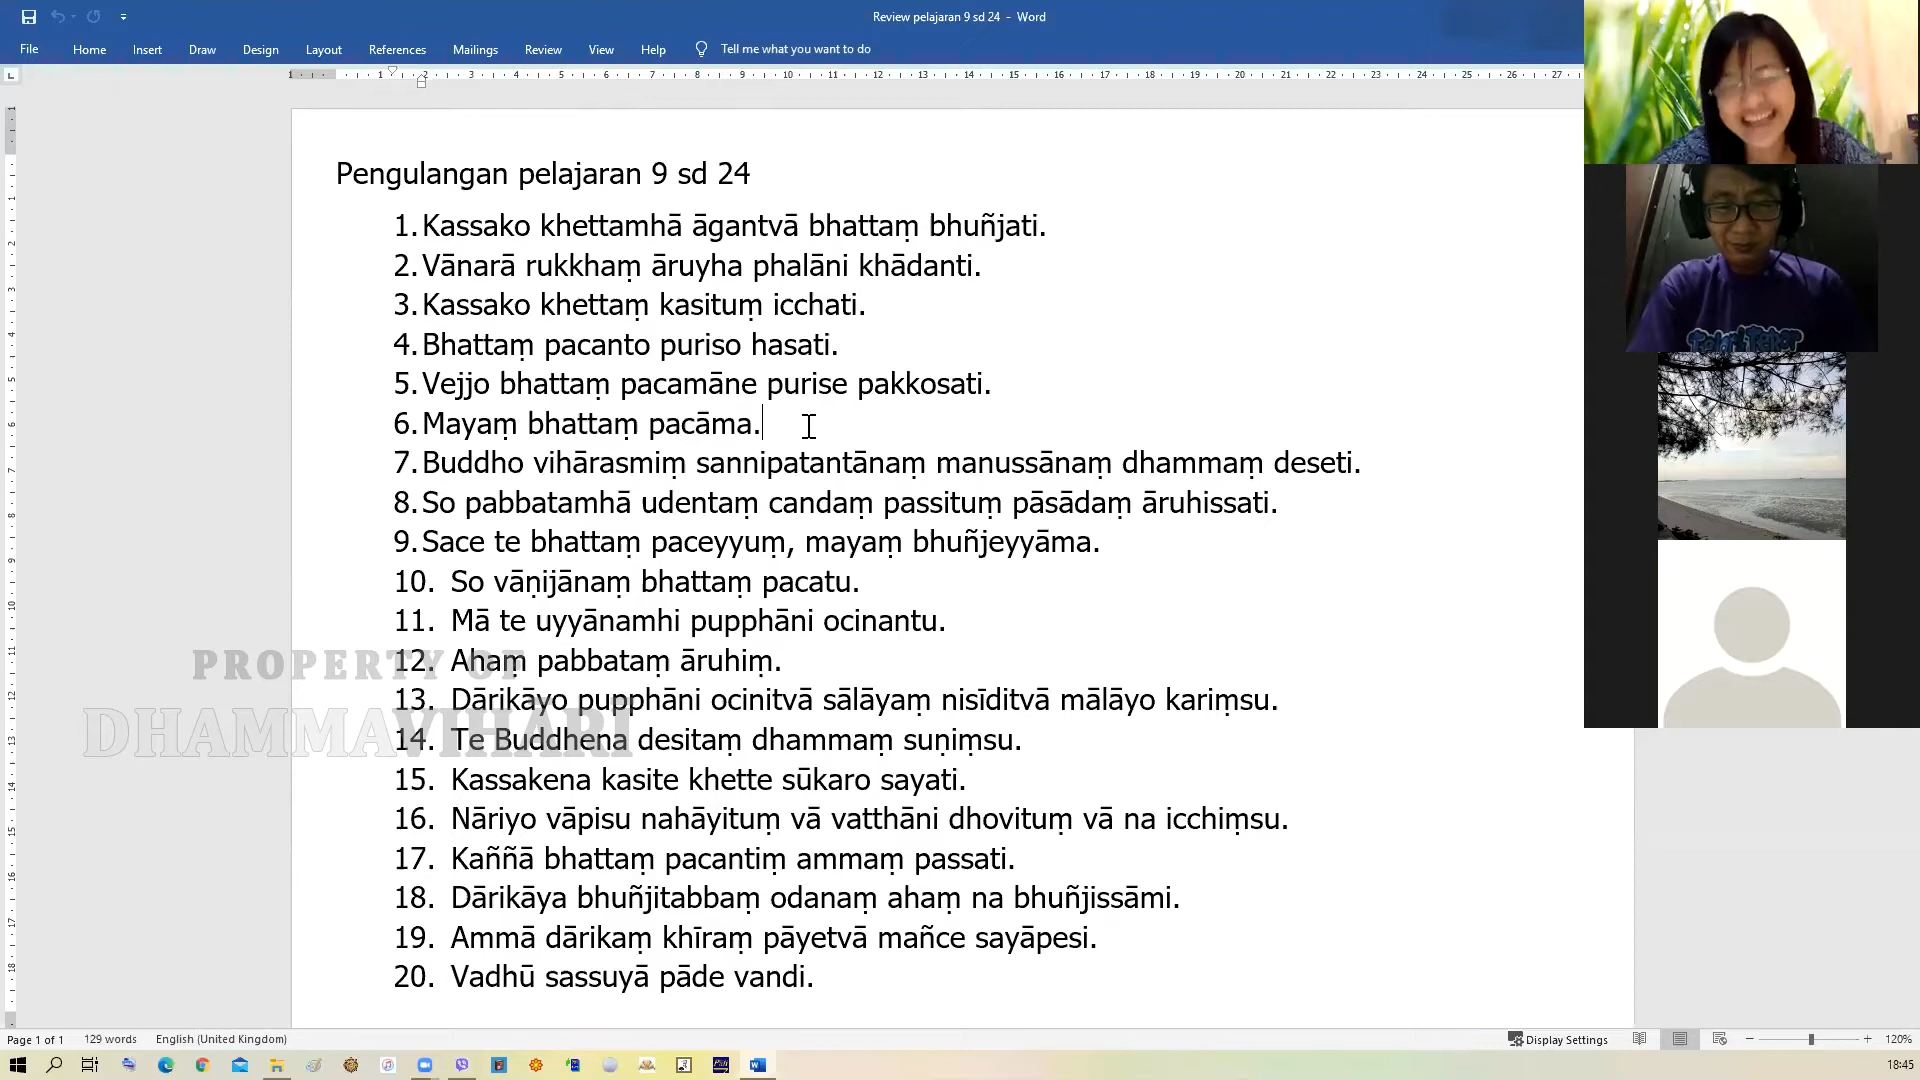 Review pelajaran 9 sd 24 - Word
File Home Insert Draw Design Layout References Mailings Review View Help Tell me what you want to do
Pengulangan pelajaran 9 sd 24
1. Kassako khettamhā āgantvā bhattaṃ bhuñjati.
2. Vānarā rukkhaṃ āruyha phalāni khādanti.
3. Kassako khettaṃ kasituṃ icchati.
4. Bhattaṃ pacanto puriso hasati.
5. Vejjo bhattaṃ pacamāne purise pakkosati.
6. Mayaṃ bhattaṃ pacāma.
7. Buddho vihārasmiṃ sannipatantānaṃ manussānaṃ dhammaṃ deseti.
8. So pabbatamhā udentaṃ candaṃ passituṃ pāsādaṃ āruhissati.
9. Sace te bhattaṃ paceyyuṃ, mayaṃ bhuñjeyyāma.
10. So vāṇijānaṃ bhattaṃ pacatu.
11. Mā te uyyānamhi pupphāni ocinantu.
PROPERTY OF
12. Ahaṃ pabbataṃ āruhiṃ.
13. Dārikāyo pupphāni ocinitvā sālāyaṃ nisīditvā mālāyo kariṃsu.
DHAMMAVIHĀRĪ
14. Te Buddhena desitaṃ dhammaṃ suṇiṃsu.
15. Kassakena kasite khette sūkaro sayati.
16. Nāriyo vāpisu nahāyituṃ vā vatthāni dhovituṃ vā na icchiṃsu.
17. Kaññā bhattaṃ pacantiṃ ammaṃ passati.
18. Dārikāya bhuñjitabbaṃ odanaṃ ahaṃ na bhuñjissāmi.
19. Ammā dārikaṃ khīraṃ pāyetvā mañce sayāpesi.
20. Vadhū sassuyā pāde vandi.
Page 1 of 1 129 words English (United Kingdom) Display Settings 120%
18:45